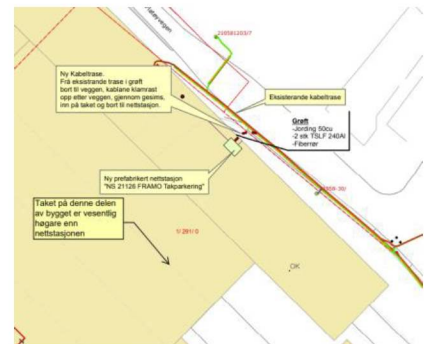 Ny Kabeltrase.
Frå eksistande trase i grøft
bort til veggen, kablane klamrast
opp etter veggen, gjennom gesims,
inn på taket og bort til nettstasjon.
Eksisterande kabeltrase
Grøft
-Jording 50cu
-2 stk TSLF 240Al
-Fiberrør
Ny prefabrikert nettstasjon
"NS 21126 FRAMO Takparkering"
Taket på denne delen
av bygget er vesentlig
høgare enn
nettstasjonen
1/ 291/ 0
OK